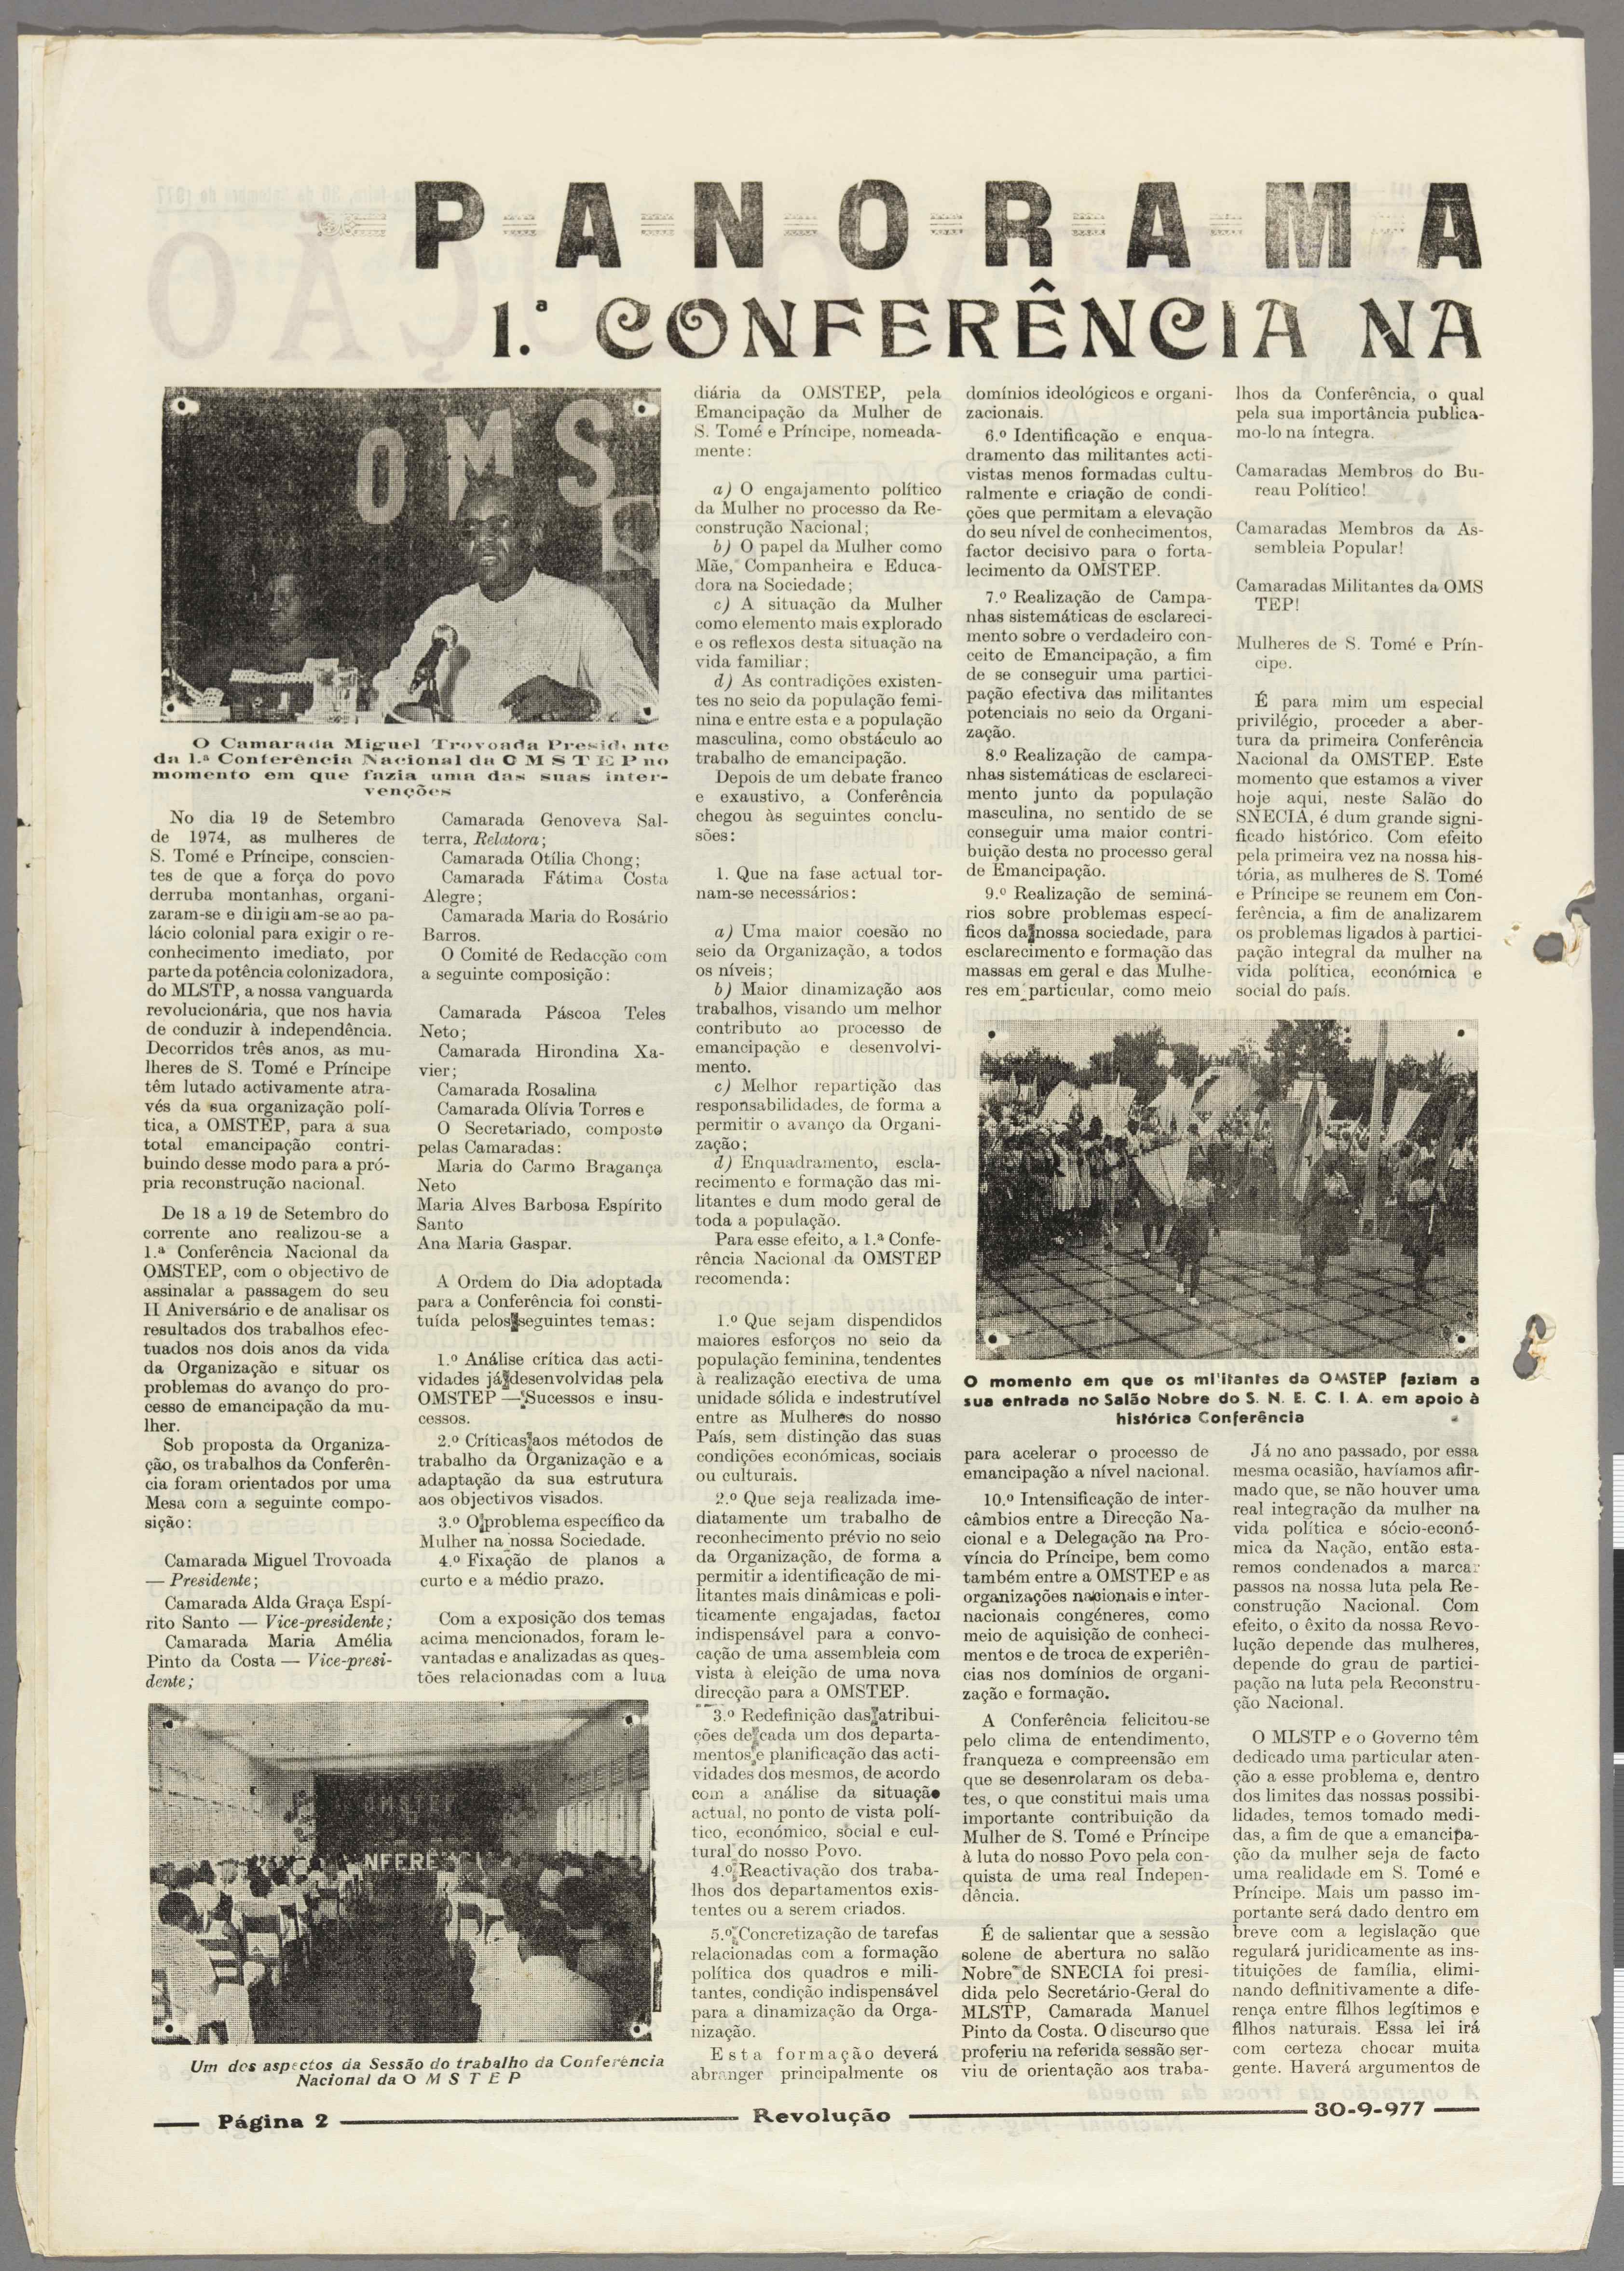 P=A=N=O=R=A=M=A
1.ª CONFERÊNCIA NA
OMS
O Camarada Miguel Trovoada Presidente
da 1.ª Conferência Nacional da O M S T E P no
momento em que fazia uma das suas inter-
venções
No dia 19 de Setembro
de 1974, as mulheres de
S. Tomé e Príncipe, conscien-
tes de que a força do povo
derruba montanhas, organi-
zaram-se e dirigiram-se ao pa-
lácio colonial para exigir o re-
conhecimento imediato, por
parte da potência colonizadora,
do MLSTP, a nossa vanguarda
revolucionária, que nos havia
de conduzir à independência.
Decorridos três anos, as mu-
lheres de S. Tomé e Príncipe
têm lutado activamente atra-
vés da sua organização polí-
tica, a OMSTEP, para a sua
total emancipação contri-
buindo desse modo para a pró-
pria reconstrução nacional.
De 18 a 19 de Setembro do
corrente ano realizou-se a
1.ª Conferência Nacional da
OMSTEP, com o objectivo de
assinalar a passagem do seu
II Aniversário e de analisar os
resultados dos trabalhos efec-
tuados nos dois anos da vida
da Organização e situar os
problemas do avanço do pro-
cesso de emancipação da mu-
lher.
Sob proposta da Organiza-
ção, os trabalhos da Conferên-
cia foram orientados por uma
Mesa com a seguinte compo-
sição:
Camarada Miguel Trovoada
— Presidente;
Camarada Alda Graça Espí-
rito Santo — Vice-presidente;
Camarada Maria Amélia
Pinto da Costa — Vice-presi-
dente;
Camarada Genoveva Sal-
terra, Relatora;
Camarada Otília Chong;
Camarada Fátima Costa
Alegre;
Camarada Maria do Rosário
Barros.
O Comité de Redacção com
a seguinte composição:
Camarada Páscoa Teles
Neto;
Camarada Hirondina Xa-
vier;
Camarada Rosalina
Camarada Olívia Torres e
O Secretariado, composto
pelas Camaradas:
Maria do Carmo Bragança
Neto
Maria Alves Barbosa Espírito
Santo
Ana Maria Gaspar.
A Ordem do Dia adoptada
para a Conferência foi consti-
tuída pelos seguintes temas:
1.º Análise crítica das acti-
vidades já desenvolvidas pela
OMSTEP — Sucessos e insu-
cessos.
2.º Críticas aos métodos de
trabalho da Organização e a
adaptação da sua estrutura
aos objectivos visados.
3.º O problema específico da
Mulher na nossa Sociedade.
4.º Fixação de planos a
curto e a médio prazo.
Com a exposição dos temas
acima mencionados, foram le-
vantadas e analizadas as ques-
tões relacionadas com a luta
OMSTEP
NFERENCI
Um dos aspectos da Sessão do trabalho da Conferência
Nacional da O M S T E P
diária da OMSTEP, pela
Emancipação da Mulher de
S. Tomé e Príncipe, nomeada-
mente:
a) O engajamento político
da Mulher no processo da Re-
construção Nacional;
b) O papel da Mulher como
Mãe, Companheira e Educa-
dora na Sociedade;
c) A situação da Mulher
como elemento mais explorado
e os reflexos desta situação na
vida familiar;
d) As contradições existen-
tes no seio da população femi-
nina e entre esta e a população
masculina, como obstáculo ao
trabalho de emancipação.
Depois de um debate franco
e exaustivo, a Conferência
chegou às seguintes conclu-
sões:
1. Que na fase actual tor-
nam-se necessários:
a) Uma maior coesão no
seio da Organização, a todos
os níveis;
b) Maior dinamização aos
trabalhos, visando um melhor
contributo ao processo de
emancipação e desenvolvi-
mento.
c) Melhor repartição das
responsabilidades, de forma a
permitir o avanço da Organi-
zação;
d) Enquadramento, escla-
recimento e formação das mi-
litantes e dum modo geral de
toda a população.
Para esse efeito, a 1.ª Confe-
rência Nacional da OMSTEP
recomenda:
1.º Que sejam dispendidos
maiores esforços no seio da
população feminina, tendentes
à realização efectiva de uma
unidade sólida e indestrutível
entre as Mulheres do nosso
País, sem distinção das suas
condições económicas, sociais
ou culturais.
2.º Que seja realizada ime-
diatamente um trabalho de
reconhecimento prévio no seio
da Organização, de forma a
permitir a identificação de mi-
litantes mais dinâmicas e poli-
ticamente engajadas, factor
indispensável para a convo-
cação de uma assembleia com
vista à eleição de uma nova
direcção para a OMSTEP.
3.º Redefinição das atribui-
ções de cada um dos departa-
mentos e planificação das acti-
vidades dos mesmos, de acordo
com a análise da situação
actual, no ponto de vista polí-
tico, económico, social e cul-
tural do nosso Povo.
4.º Reactivação dos traba-
lhos dos departamentos exis-
tentes ou a serem criados.
5.º Concretização de tarefas
relacionadas com a formação
política dos quadros e mili-
tantes, condição indispensável
para a dinamização da Orga-
nização.
Esta formação deverá
abranger principalmente os
domínios ideológicos e organi-
zacionais.
6.º Identificação e enqua-
dramento das militantes acti-
vistas menos formadas cultu-
ralmente e criação de condi-
ções que permitam a elevação
do seu nível de conhecimentos,
factor decisivo para o forta-
lecimento da OMSTEP.
7.º Realização de Campa-
nhas sistemáticas de esclareci-
mento sobre o verdadeiro con-
ceito de Emancipação, a fim
de se conseguir uma partici-
pação efectiva das militantes
potenciais no seio da Organi-
zação.
8.º Realização de campa-
nhas sistemáticas de esclareci-
mento junto da população
masculina, no sentido de se
conseguir uma maior contri-
buição desta no processo geral
de Emancipação.
9.º Realização de seminá-
rios sobre problemas especí-
ficos da nossa sociedade, para
esclarecimento e formação das
massas em geral e das Mulhe-
res em particular, como meio
lhos da Conferência, o qual
pela sua importância publica-
mo-lo na íntegra.
Camaradas Membros do Bu-
reau Político!
Camaradas Membros da As-
sembleia Popular!
Camaradas Militantes da OMS
TEP!
Mulheres de S. Tomé e Prín-
cipe.
É para mim um especial
privilégio, proceder a aber-
tura da primeira Conferência
Nacional da OMSTEP. Este
momento que estamos a viver
hoje aqui, neste Salão do
SNECIA, é dum grande signi-
ficado histórico. Com efeito
pela primeira vez na nossa his-
tória, as mulheres de S. Tomé
e Príncipe se reunem em Con-
ferência, a fim de analizarem
os problemas ligados à partici-
pação integral da mulher na
vida política, económica e
social do país.
O momento em que os militantes da OMSTEP faziam a
sua entrada no Salão Nobre do S. N. E. C. I. A. em apoio à
histórica Conferência
para acelerar o processo de
emancipação a nível nacional.
10.º Intensificação de inter-
câmbios entre a Direcção Na-
cional e a Delegação na Pro-
víncia do Príncipe, bem como
também entre a OMSTEP e as
organizações nacionais e inter-
nacionais congéneres, como
meio de aquisição de conheci-
mentos e de troca de experiên-
cias nos domínios de organi-
zação e formação.
A Conferência felicitou-se
pelo clima de entendimento,
franqueza e compreensão em
que se desenrolaram os deba-
tes, o que constitui mais uma
importante contribuição da
Mulher de S. Tomé e Príncipe
à luta do nosso Povo pela con-
quista de uma real Indepen-
dência.
É de salientar que a sessão
solene de abertura no salão
Nobre de SNECIA foi presi-
dida pelo Secretário-Geral do
MLSTP, Camarada Manuel
Pinto da Costa. O discurso que
proferiu na referida sessão ser-
viu de orientação aos traba-
Já no ano passado, por essa
mesma ocasião, havíamos afir-
mado que, se não houver uma
real integração da mulher na
vida política e sócio-econó-
mica da Nação, então esta-
remos condenados a marcar
passos na nossa luta pela Re-
construção Nacional. Com
efeito, o êxito da nossa Revo-
lução depende das mulheres,
depende do grau de partici-
pação na luta pela Reconstru-
ção Nacional.
O MLSTP e o Governo têm
dedicado uma particular aten-
ção a esse problema e, dentro
dos limites das nossas possibi-
lidades, temos tomado medi-
das, a fim de que a emancipa-
ção da mulher seja de facto
uma realidade em S. Tomé e
Príncipe. Mais um passo im-
portante será dado dentro em
breve com a legislação que
regulará juridicamente as ins-
tituições de família, elimi-
nando definitivamente a dife-
rença entre filhos legítimos e
filhos naturais. Essa lei irá
com certeza chocar muita
gente. Haverá argumentos de
Página 2
Revolução
30-9-977